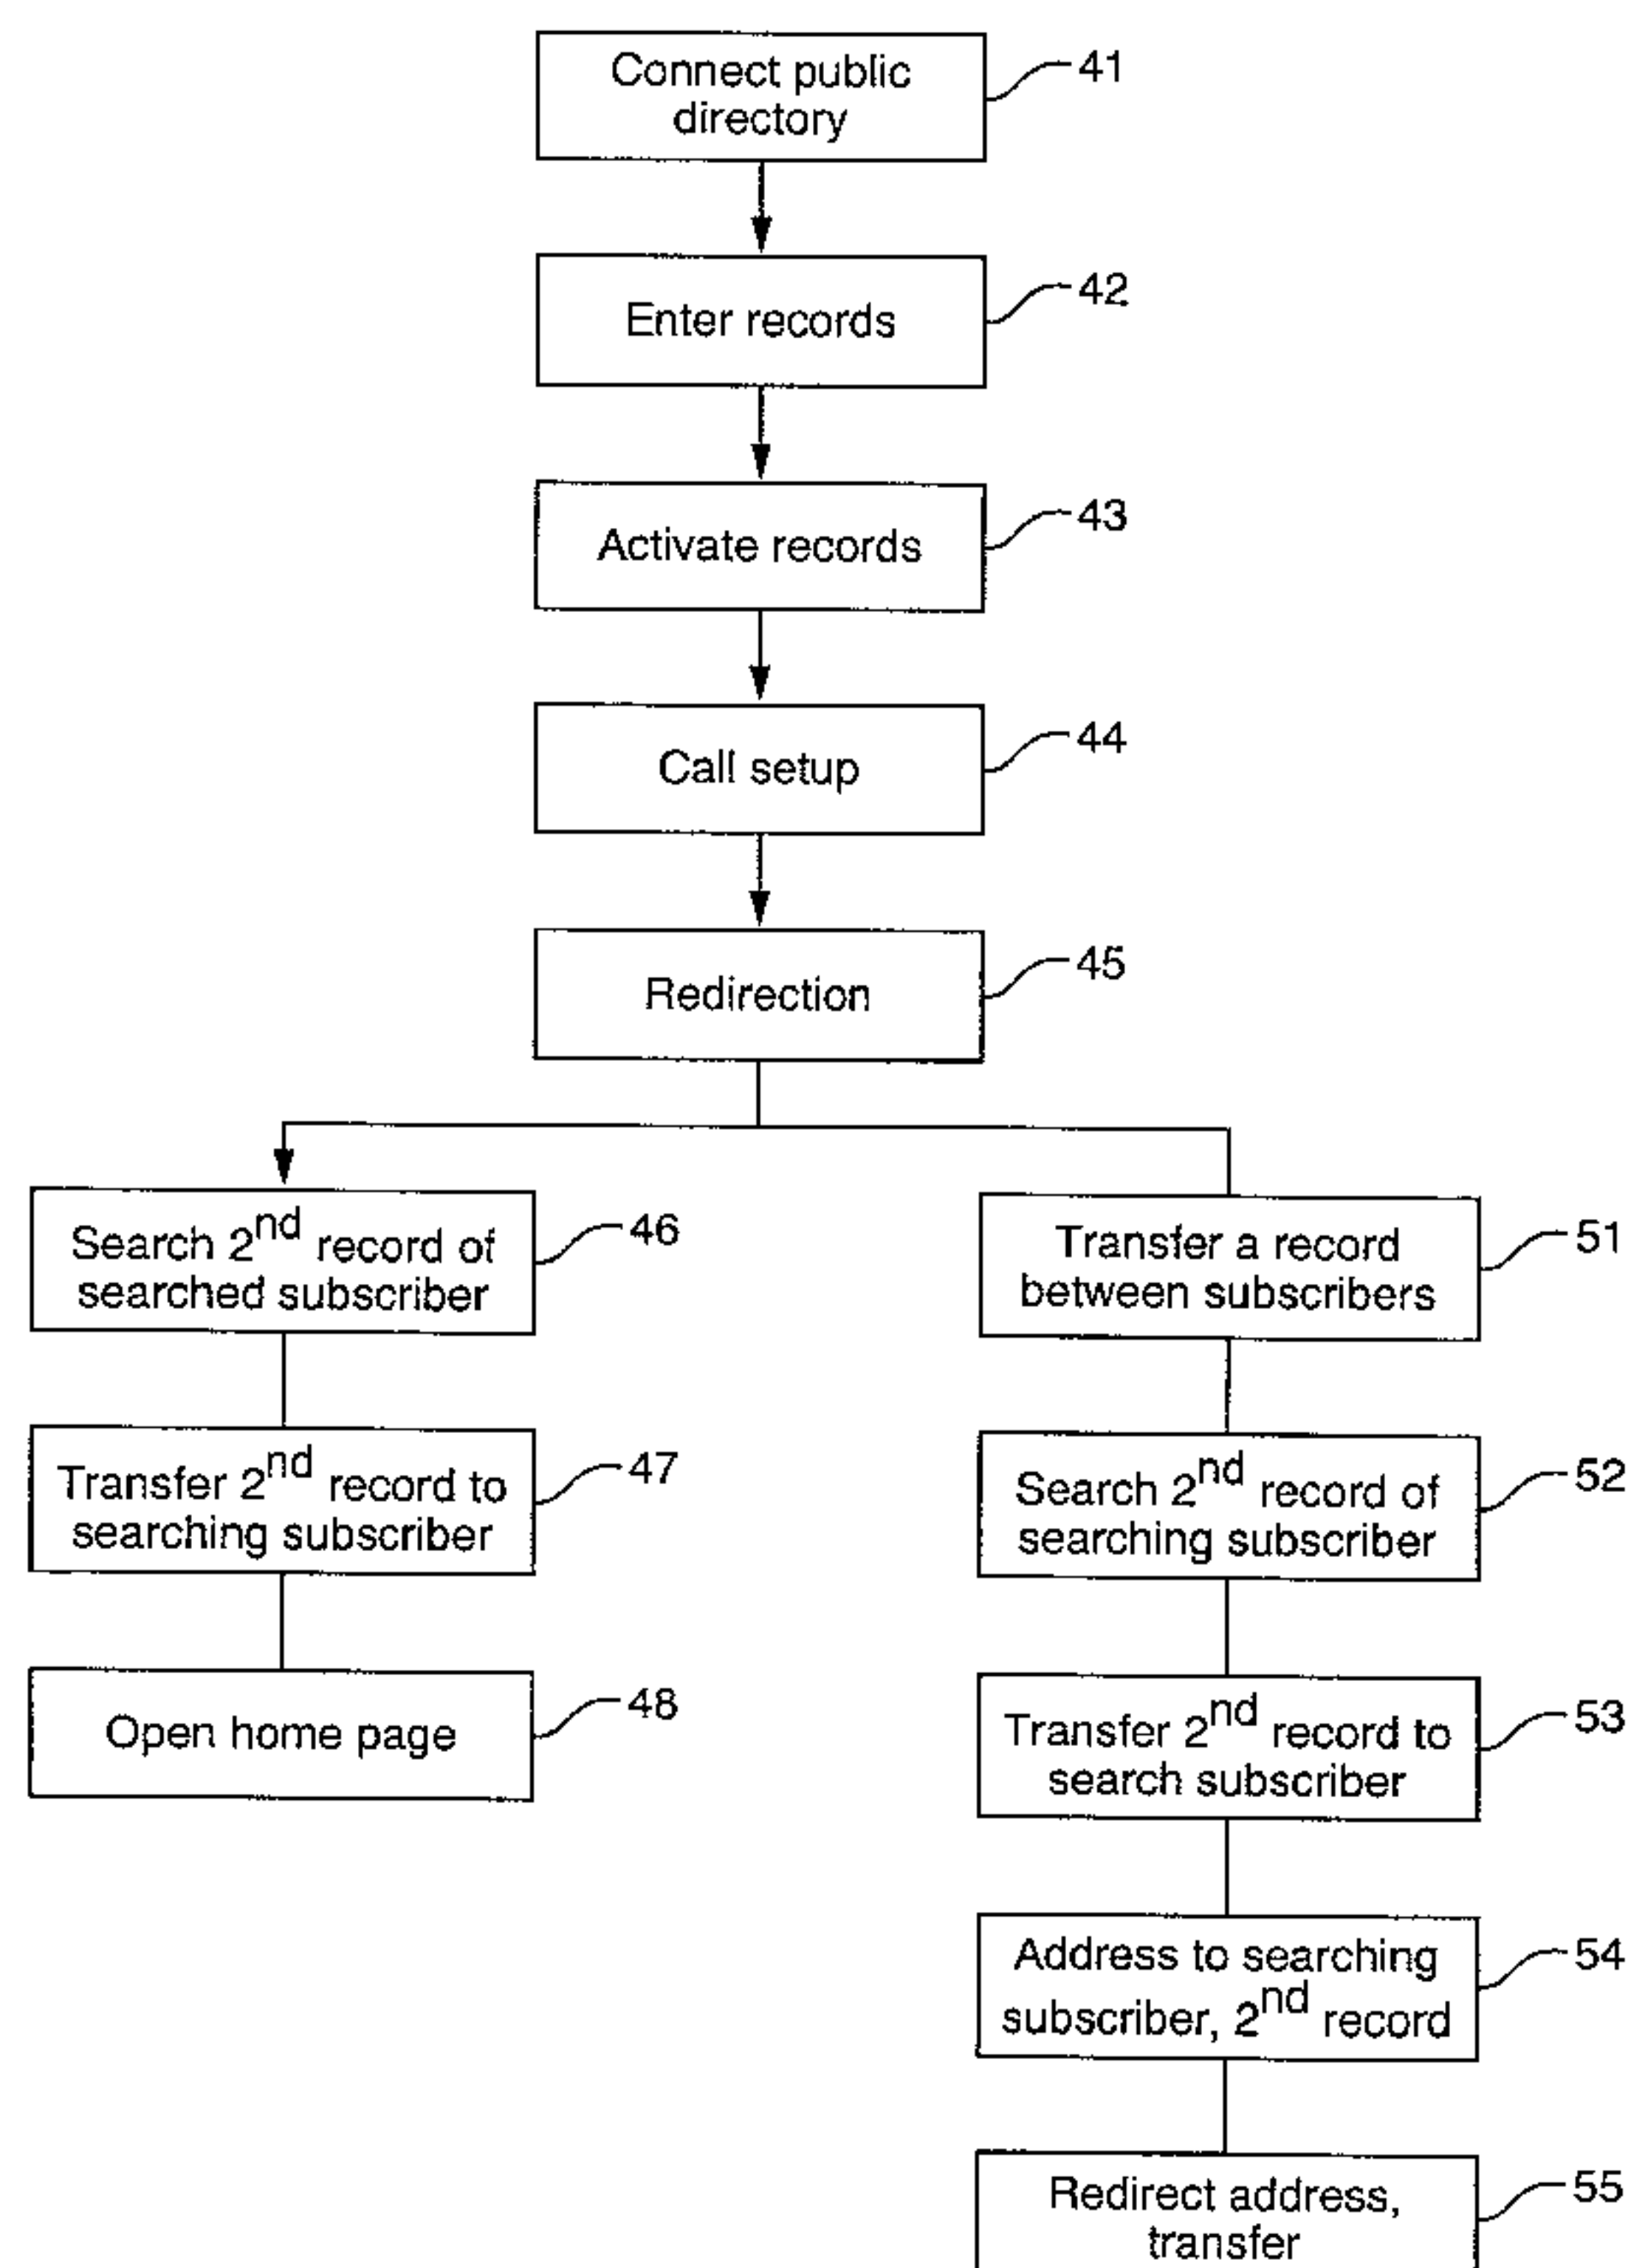 Connect public
directory
41
Enter records
42
Activate records
43
Call setup
44
Redirection
45
Search 2nd record of
searched subscriber
46
Transfer 2nd record to
searching subscriber
47
Open home page
48
Transfer a record
between subscribers
51
Search 2nd record of
searching subscriber
52
Transfer 2nd record to
search subscriber
53
Address to searching
subscriber, 2nd record
54
Redirect address,
transfer
55